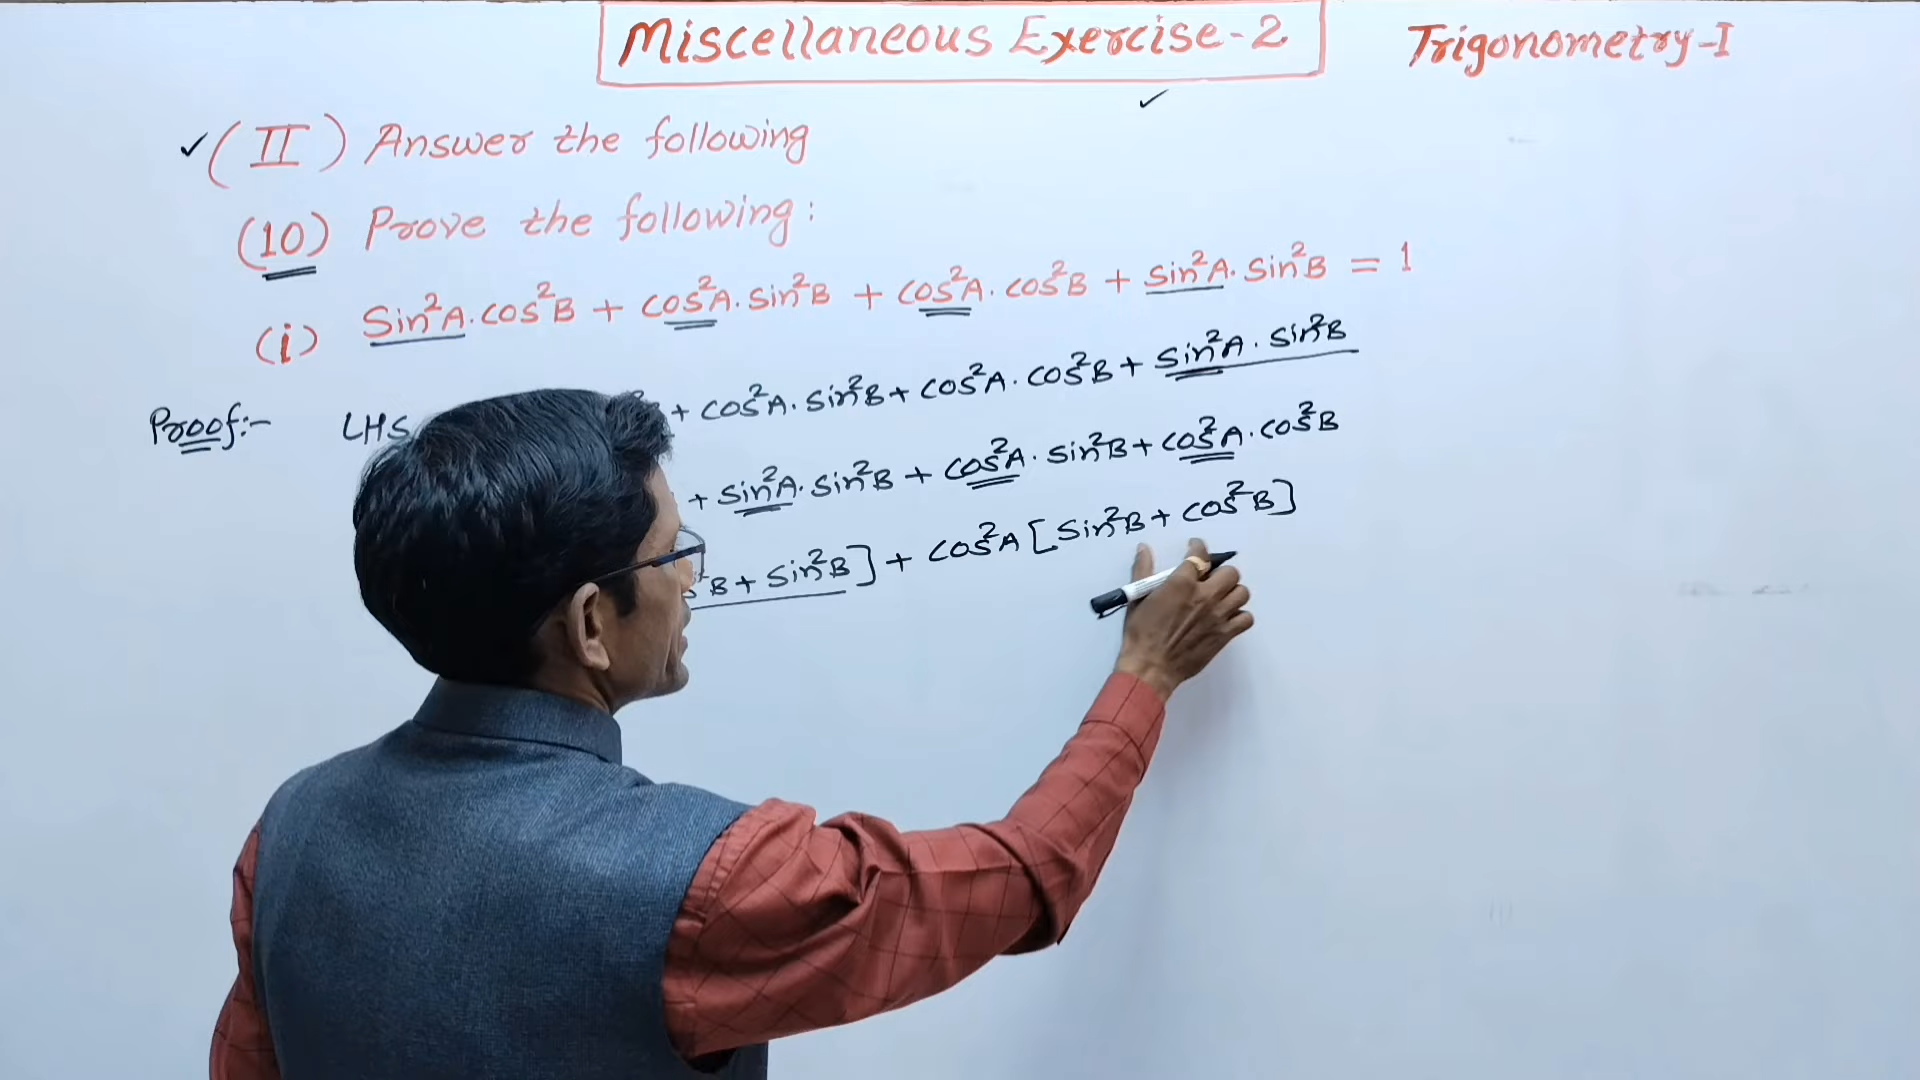 Miscellaneous Exercise-2
Trigonometry-I
(II) Answer the following
(10) Prove the following:
(i) Sin²A.cos²B + cos²A.sin²B + cos²A.cos²B + sin²A.sin²B = 1
Proof:- LHS + cos²A.sin²B + cos²A.cos²B + sin²A.sin²B
+ sin²A.sin²B + cos²A.sin²B + cos²A.cos²B
²B + sin²B] + cos²A[sin²B + cos²B]